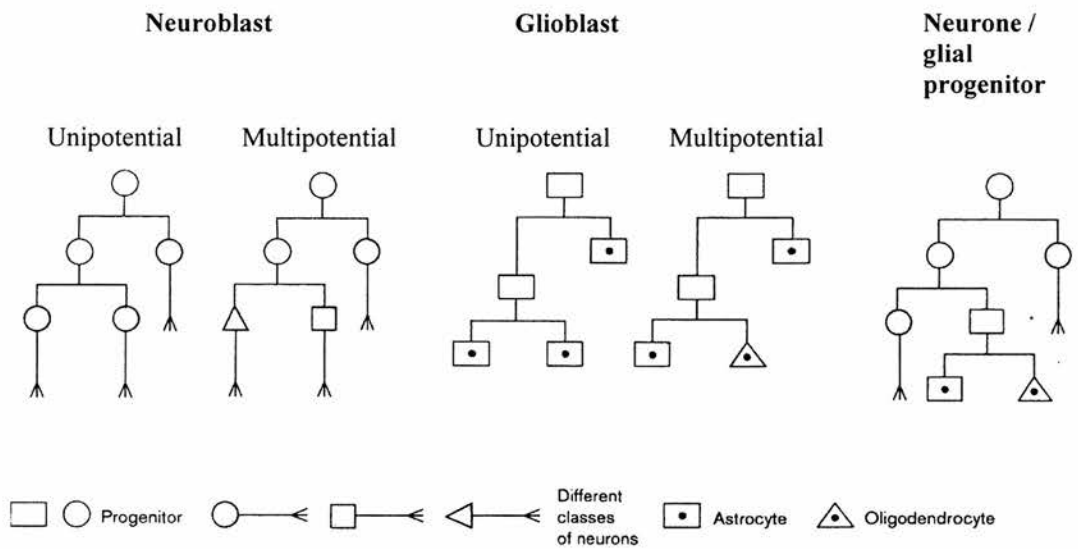 Neuroblast
Glioblast
Neurone /
glial
progenitor
Unipotential
Multipotential
Unipotential
Multipotential
Progenitor
Different
classes
of neurons
Astrocyte
Oligodendrocyte